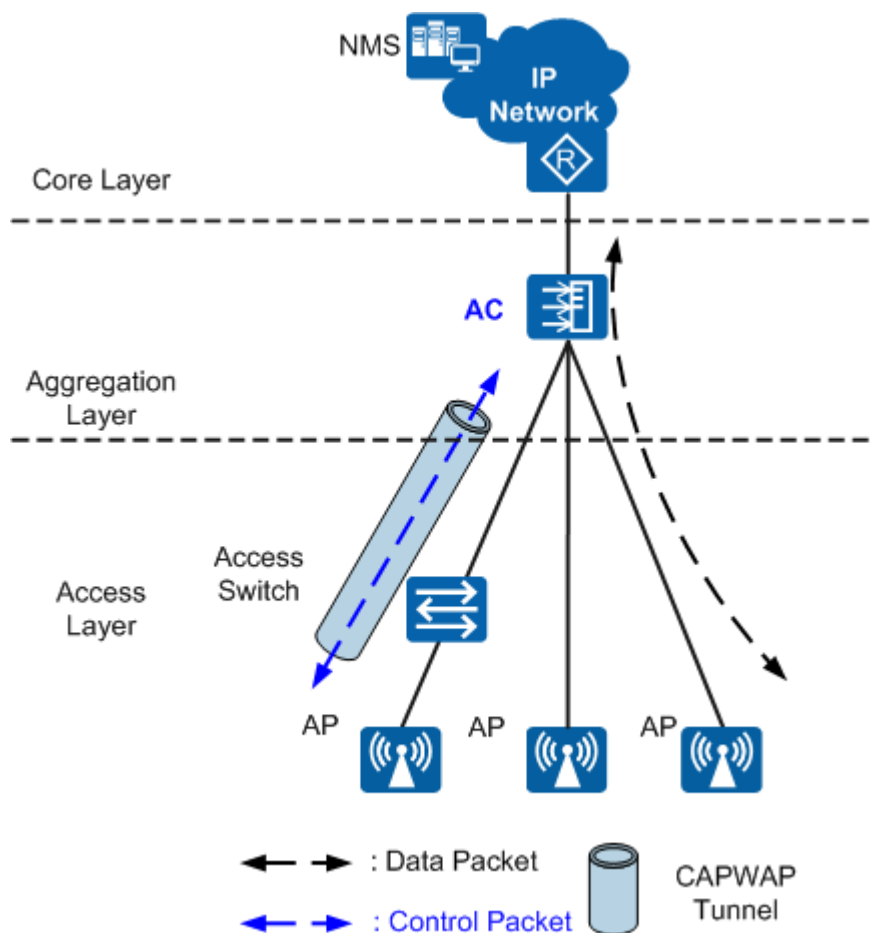 NMS
IP
Network
R
Core Layer
AC
Aggregation
Layer
Access
Switch
Access
Layer
AP
AP
AP
: Data Packet
: Control Packet
CAPWAP
Tunnel